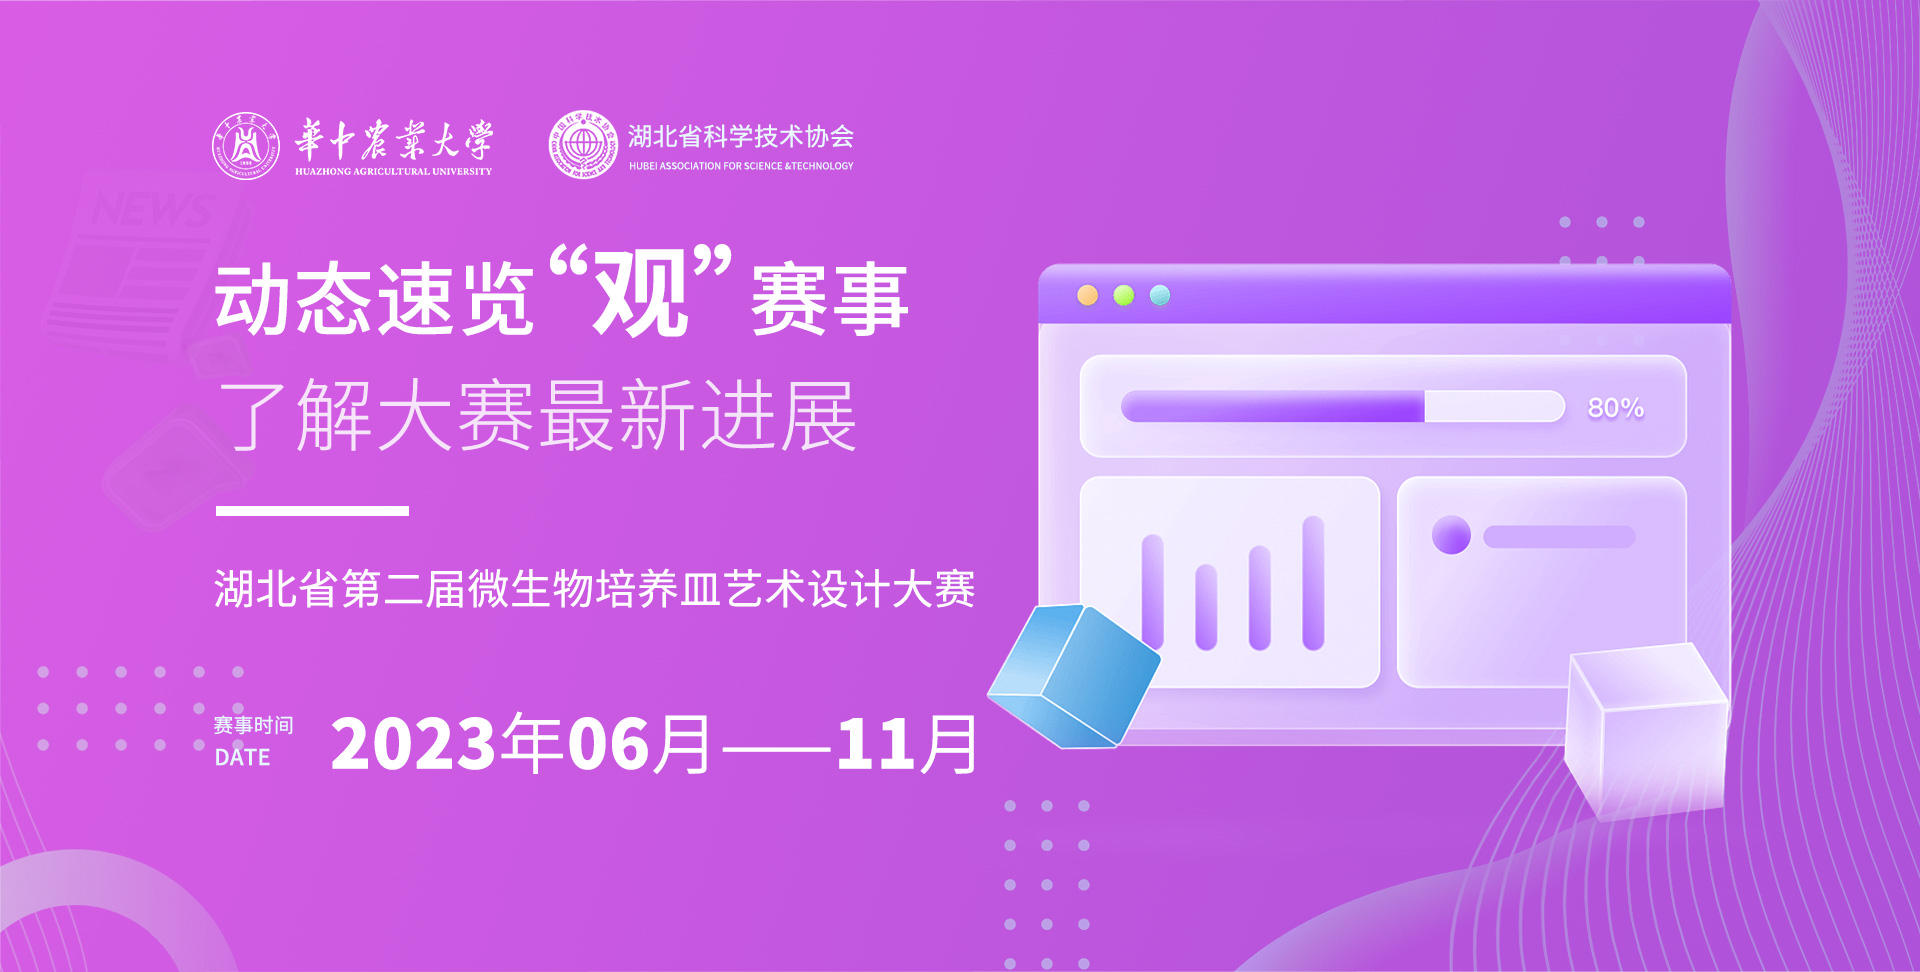 華中农業大学
HUAZHONG AGRICULTURAL UNIVERSITY
湖北省科学技术协会
HUBEI ASSOCIATION FOR SCIENCE &TECHNOLOGY
NEWS
动态速览“观”赛事
了解大赛最新进展
湖北省第二届微生物培养皿艺术设计大赛
赛事时间
DATE
2023年06月——11月
80%